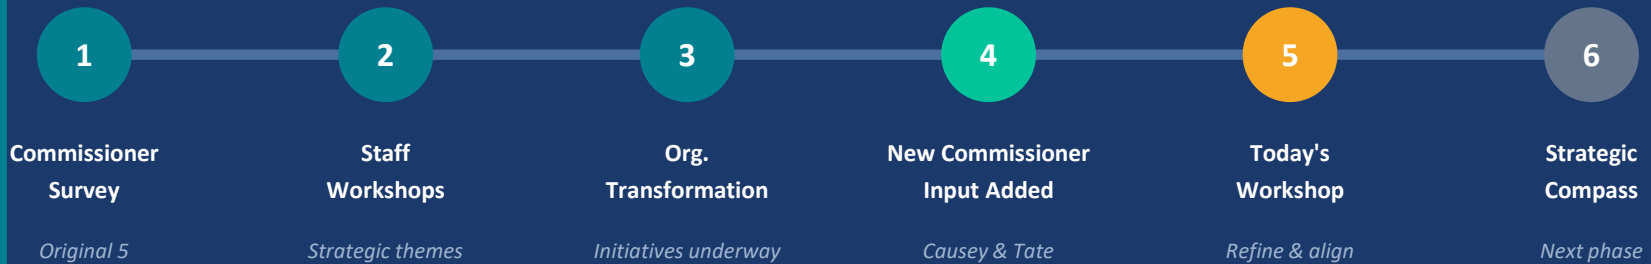 1 2 3 4 5 6
Commissioner Staff Org. New Commissioner Today's Strategic
Survey Workshops Transformation Input Added Workshop Compass
Original 5 Strategic themes Initiatives underway Causey & Tate Refine & align Next phase